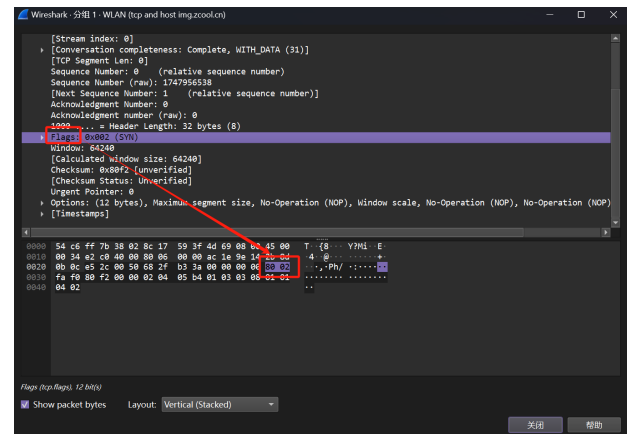 Wireshark · 分组 1 · WLAN (tcp and host img.zcool.cn)
[Stream index: 0]
[Conversation completeness: Complete, WITH_DATA (31)]
[TCP Segment Len: 0]
Sequence Number: 0 (relative sequence number)
Sequence Number (raw): 1747956538
[Next Sequence Number: 1 (relative sequence number)]
Acknowledgment Number: 0
Acknowledgment number (raw): 0
1000 .... = Header Length: 32 bytes (8)
Flags: 0x002 (SYN)
Window: 64240
[Calculated window size: 64240]
Checksum: 0x80f2 [unverified]
[Checksum Status: Unverified]
Urgent Pointer: 0
Options: (12 bytes), Maximum segment size, No-Operation (NOP), Window scale, No-Operation (NOP), No-Operation (NOP)
[Timestamps]
0000 54 c6 ff 7b 38 02 8c 17 59 3f 4d 69 08 00 45 00 T··{8··· Y?Mi··E·
0010 00 34 e2 c0 40 00 80 06 00 00 ac 1e 9e 14 2b 0d ·4··@··· ······+·
0020 0b 0c e5 2c 00 50 68 2f b3 3a 00 00 00 00 80 02 ···,·Ph/ ·:······
0030 fa f0 80 f2 00 00 02 04 05 b4 01 03 03 08 01 01 ········ ········
0040 04 02 ··
Flags (tcp.flags), 12 bit(s)
Show packet bytes Layout: Vertical (Stacked)
关闭 帮助